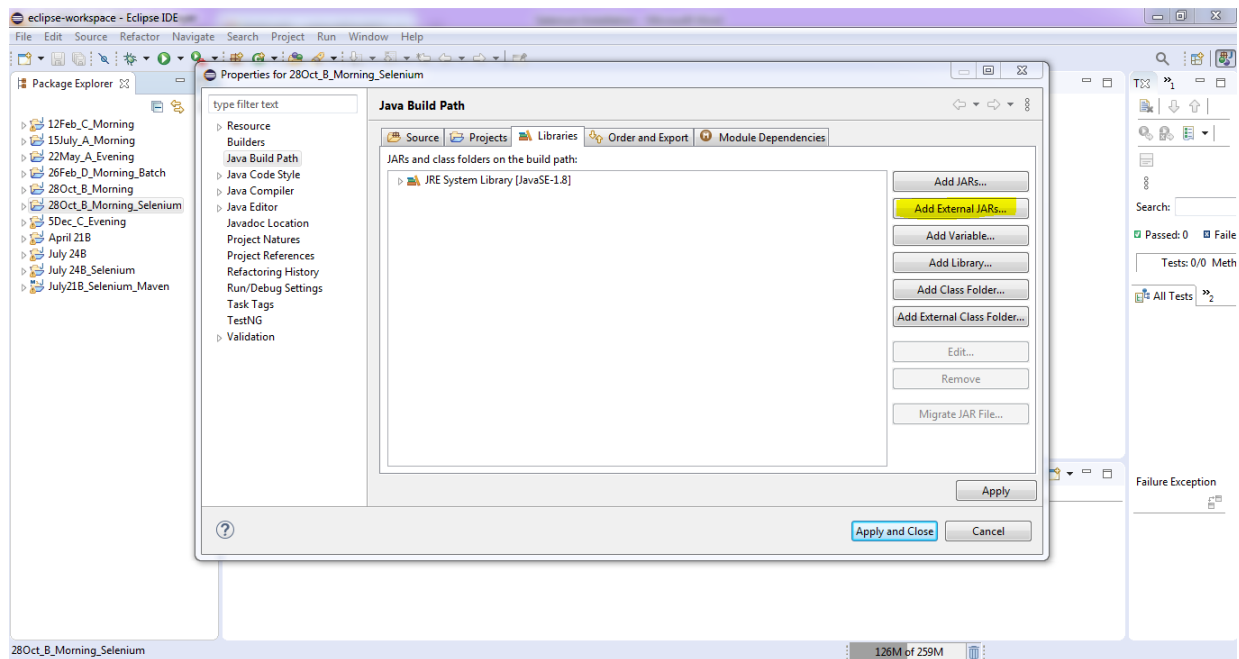 eclipse-workspace - Eclipse IDE
File Edit Source Refactor Navigate Search Project Run Window Help
Package Explorer
12Feb_C_Morning
15July_A_Morning
22May_A_Evening
26Feb_D_Morning_Batch
28Oct_B_Morning
28Oct_B_Morning_Selenium
5Dec_C_Evening
April 21B
July 24B
July 24B_Selenium
July21B_Selenium_Maven
Properties for 28Oct_B_Morning_Selenium
type filter text
Resource
Builders
Java Build Path
Java Code Style
Java Compiler
Java Editor
Javadoc Location
Project Natures
Project References
Refactoring History
Run/Debug Settings
Task Tags
TestNG
Validation
Java Build Path
Source Projects Libraries Order and Export Module Dependencies
JARs and class folders on the build path:
JRE System Library [JavaSE-1.8]
Add JARs...
Add External JARs...
Add Variable...
Add Library...
Add Class Folder...
Add External Class Folder...
Edit...
Remove
Migrate JAR File...
Apply
Apply and Close Cancel
Search:
Passed: 0 Faile
Tests: 0/0 Meth
All Tests »2
Failure Exception
28Oct_B_Morning_Selenium
126M of 259M